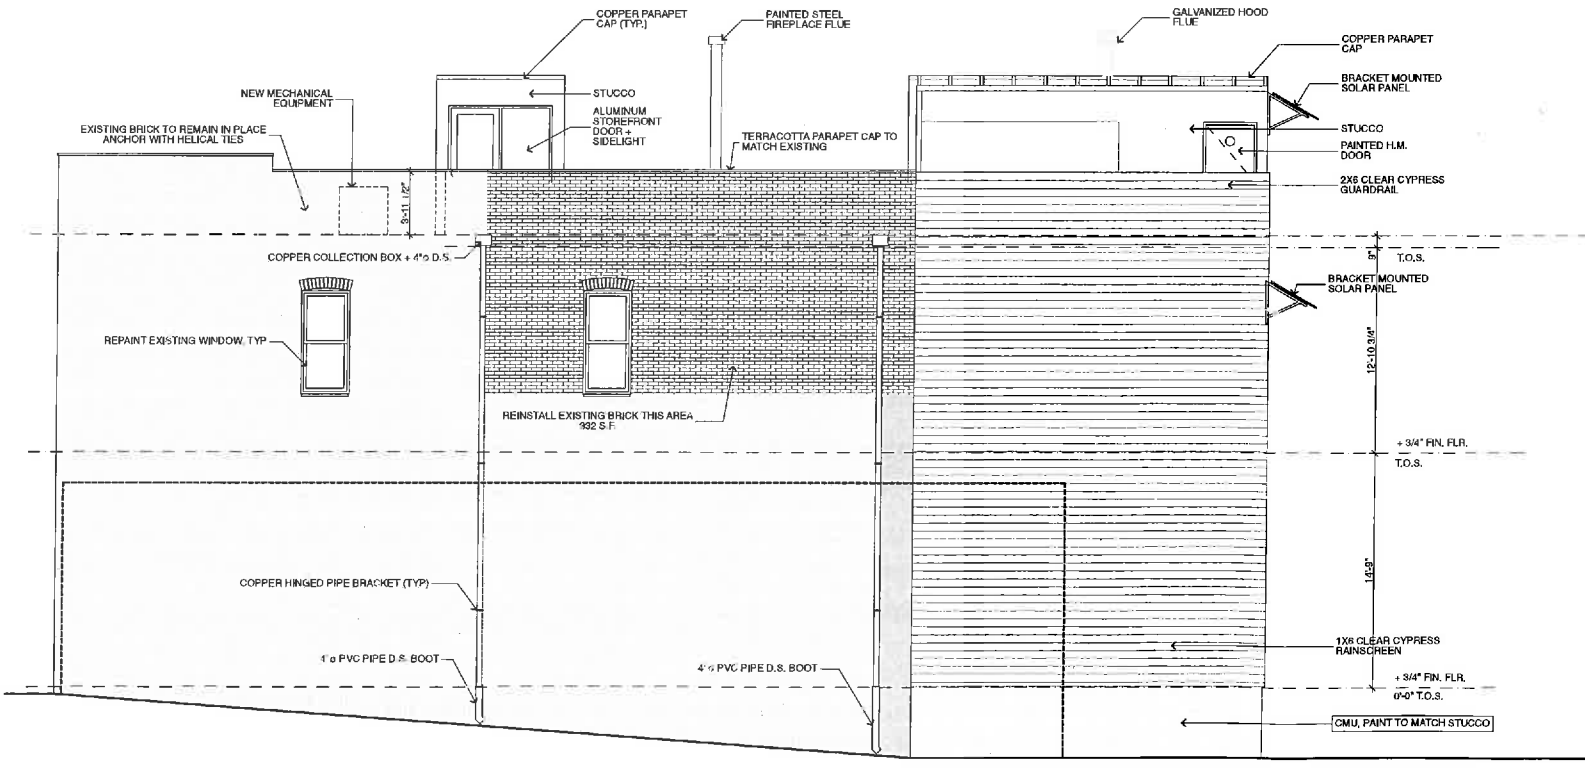 COPPER PARAPET
CAP (TYP.)
PAINTED STEEL
FIREPLACE FLUE
GALVANIZED HOOD
FLUE
COPPER PARAPET
CAP
BRACKET MOUNTED
SOLAR PANEL
NEW MECHANICAL
EQUIPMENT
STUCCO
ALUMINUM
STOREFRONT
DOOR +
SIDELIGHT
EXISTING BRICK TO REMAIN IN PLACE
ANCHOR WITH HELICAL TIES
TERRACOTTA PARAPET CAP TO
MATCH EXISTING
STUCCO
PAINTED H.M.
DOOR
2X6 CLEAR CYPRESS
GUARDRAIL
3'-11 1/2"
COPPER COLLECTION BOX + 4"ø D.S.
9"
T.O.S.
BRACKET MOUNTED
SOLAR PANEL
REPAINT EXISTING WINDOW, TYP
12'-10 3/4"
REINSTALL EXISTING BRICK THIS AREA
932 S.F.
+ 3/4" FIN. FLR.
T.O.S.
14'-9"
COPPER HINGED PIPE BRACKET (TYP)
1X6 CLEAR CYPRESS
RAINSCREEN
4"ø PVC PIPE D.S. BOOT
4"ø PVC PIPE D.S. BOOT
+ 3/4" FIN. FLR.
0'-0" T.O.S.
CMU, PAINT TO MATCH STUCCO